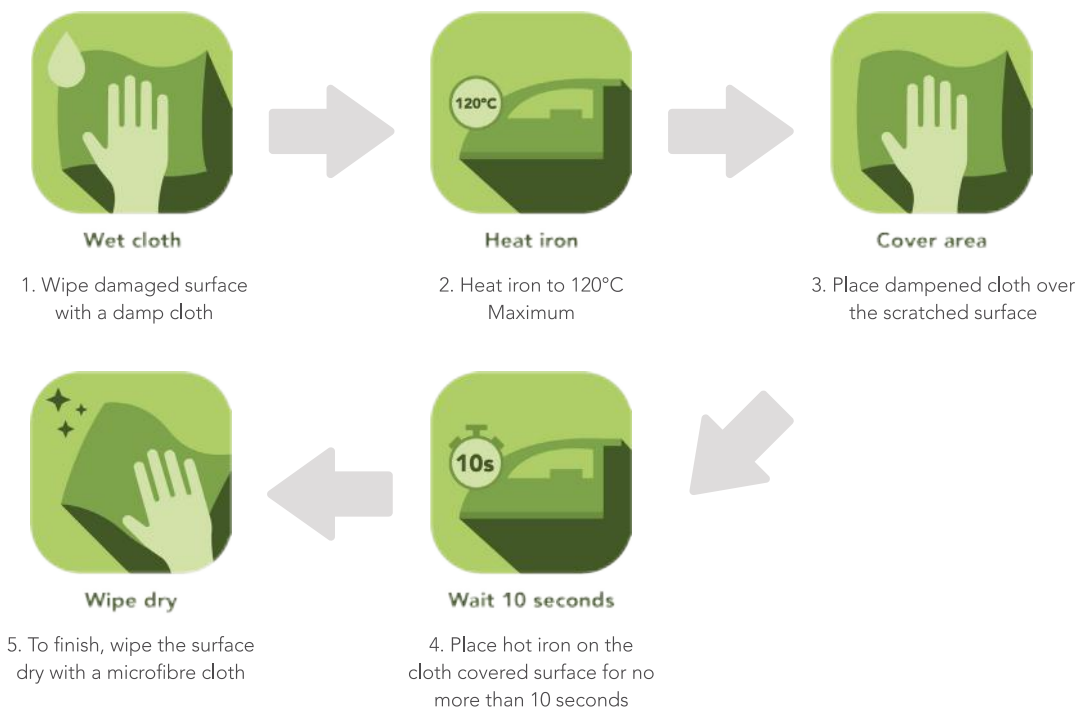 Wet cloth
1. Wipe damaged surface
with a damp cloth
120°C
Heat iron
2. Heat iron to 120°C
Maximum
Cover area
3. Place dampened cloth over
the scratched surface
10s
Wait 10 seconds
4. Place hot iron on the
cloth covered surface for no
more than 10 seconds
Wipe dry
5. To finish, wipe the surface
dry with a microfibre cloth